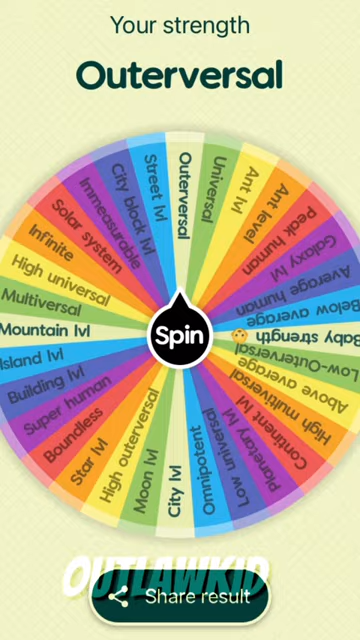 Your strength
Outerversal
Outerversal
Universal
Ant lvl
Ant level
Peak human
Galaxy lvl
Average human
Below average
Baby strength
Low-Outerversal
Above average
High multiversal
Continent lvl
Planetary lvl
Low universal
Omnipotent
City lvl
Moon lvl
High outerversal
Star lvl
Boundless
Super human
Building lvl
Island lvl
Mountain lvl
Multiversal
High universal
Infinite
Solar system
Immeasurable
City block lvl
Street lvl
Spin
OUTLAWKID
Share result